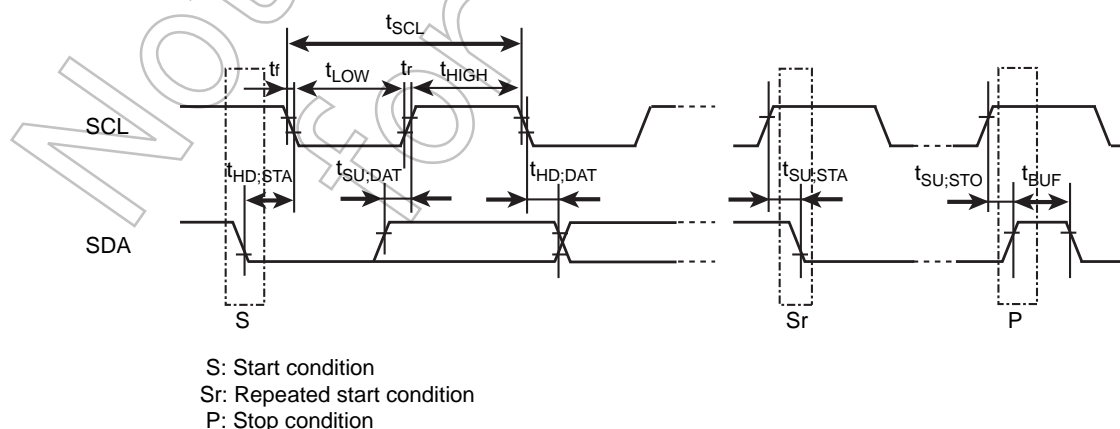 tSCL
tf tLOW tr tHIGH
SCL
tHD;STA tSU;DAT tHD;DAT tSU;STA tSU;STO tBUF
SDA
S Sr P
S: Start condition
Sr: Repeated start condition
P: Stop condition